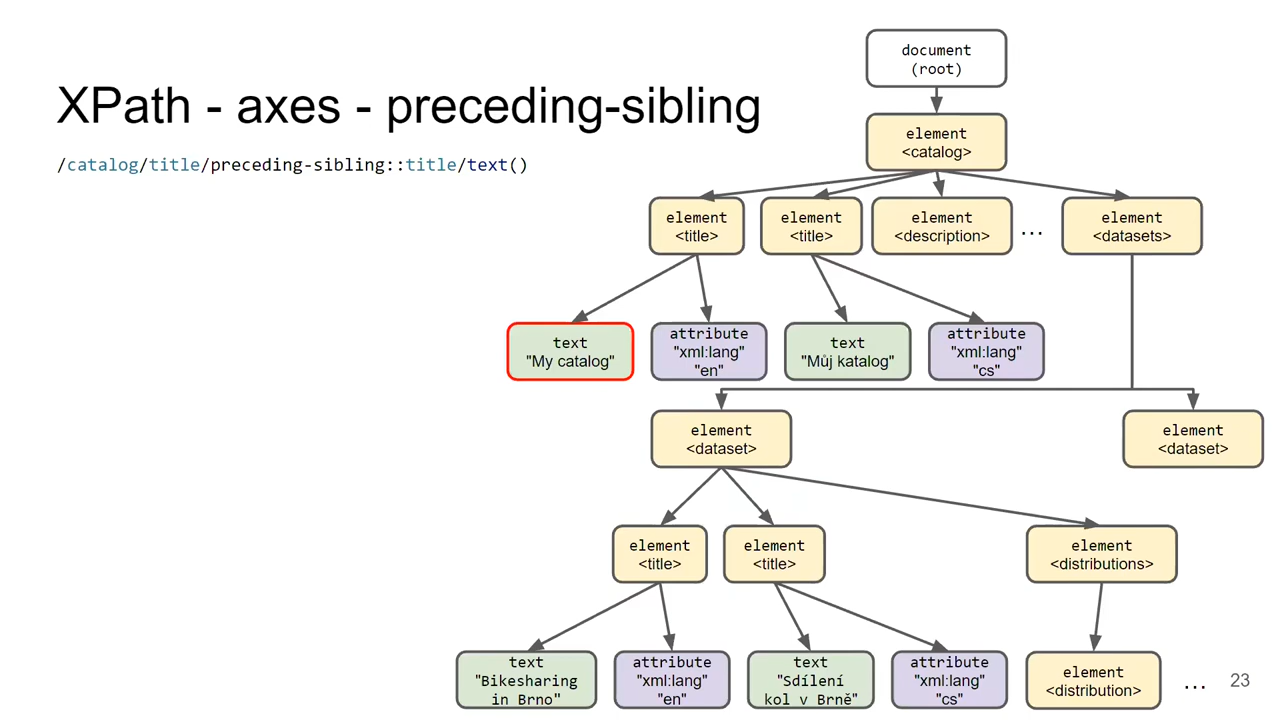 XPath - axes - preceding-sibling
/catalog/title/preceding-sibling::title/text()
document
(root)
element
<catalog>
element
<title>
element
<title>
element
<description>
...
element
<datasets>
text
"My catalog"
attribute
"xml:lang"
"en"
text
"Můj katalog"
attribute
"xml:lang"
"cs"
element
<dataset>
element
<dataset>
element
<title>
element
<title>
element
<distributions>
text
"Bikesharing
in Brno"
attribute
"xml:lang"
"en"
text
"Sdílení
kol v Brně"
attribute
"xml:lang"
"cs"
element
<distribution>
...
23